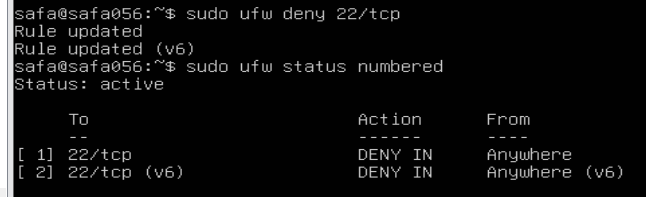 safa@safa056:~$ sudo ufw deny 22/tcp
Rule updated
Rule updated (v6)
safa@safa056:~$ sudo ufw status numbered
Status: active
To Action From
-- ------ ----
[ 1] 22/tcp DENY IN Anywhere
[ 2] 22/tcp (v6) DENY IN Anywhere (v6)